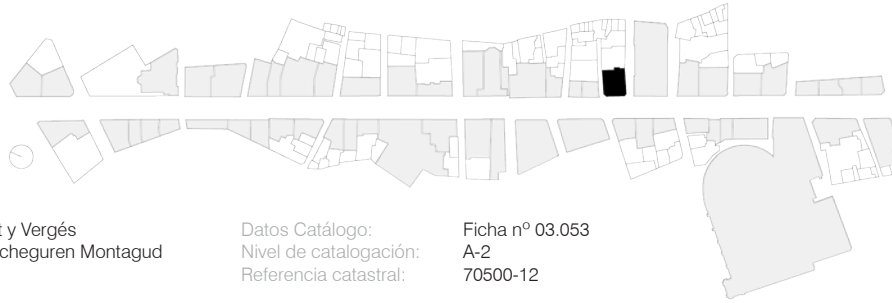 t y Vergés Datos Catálogo: Ficha nº 03.053
cheguren Montagud Nivel de catalogación: A-2
Referencia catastral: 70500-12